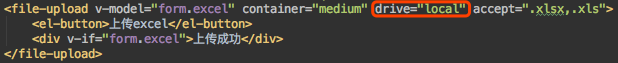 <file-upload v-model="form.excel" container="medium" drive="local" accept=".xlsx,.xls">
<el-button>上传excel</el-button>
<div v-if="form.excel">上传成功</div>
</file-upload>